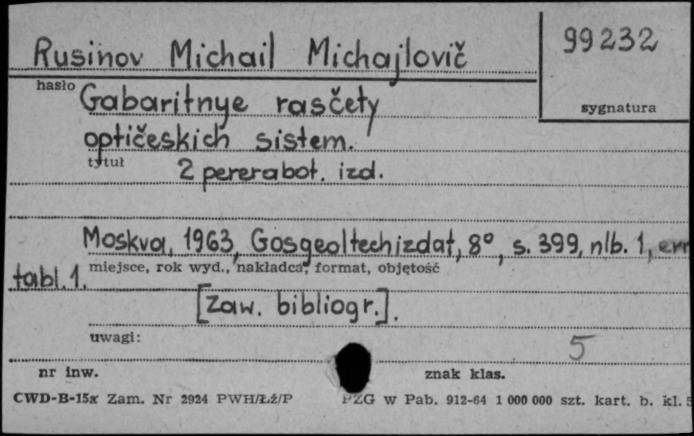 Rusinov Michail Michajlovič
99232
hasło
sygnatura
Gabaritnye rasčety
optičeskich sistem.
tytuł
2 pererabot. izd.
Moskva, 1963, Gosgeoltechizdat, 8°, s. 399, nlb. 1, err
miejsce, rok wyd., nakładca, format, objętość
tabl. 1.
[Zaw. bibliogr.].
uwagi:
5
nr inw.
znak klas.
CWD-B-15x Zam. Nr 2924 PWH/Łź/P
PZG w Pab. 912-64 1 000 000 szt. kart. b. kl.